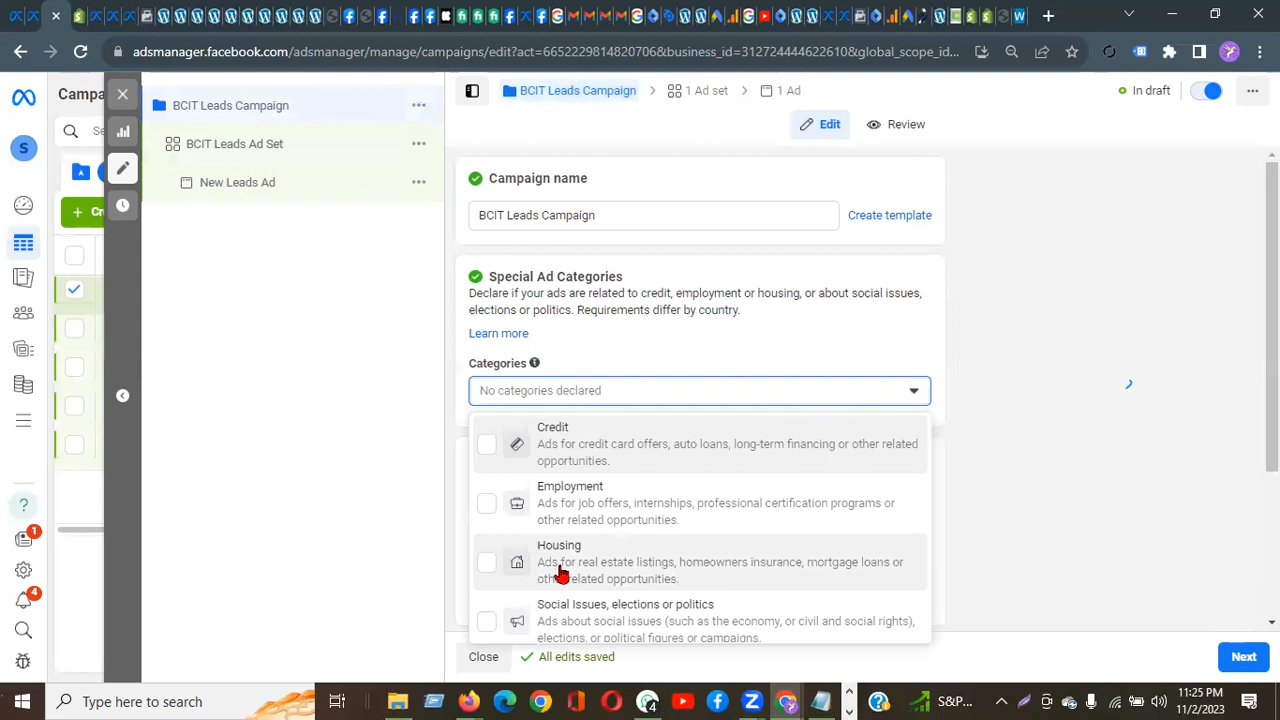 adsmanager.facebook.com/adsmanager/manage/campaigns/edit?act=6652229814820706&business_id=312724444622610&global_scope_id...
Campa
BCIT Leads Campaign
BCIT Leads Ad Set
New Leads Ad
BCIT Leads Campaign
1 Ad set
1 Ad
In draft
Edit
Review
S
Campaign name
BCIT Leads Campaign
Create template
Special Ad Categories
Declare if your ads are related to credit, employment or housing, or about social issues,
elections or politics. Requirements differ by country.
Learn more
Categories
No categories declared
Credit
Ads for credit card offers, auto loans, long-term financing or other related
opportunities.
Employment
Ads for job offers, internships, professional certification programs or
other related opportunities.
Housing
Ads for real estate listings, homeowners insurance, mortgage loans or
other related opportunities.
Social Issues, elections or politics
Ads about social issues (such as the economy, or civil and social rights),
elections, or political figures or campaigns.
1
4
Close
All edits saved
Next
Type here to search
4
S&P...
11:25 PM
11/2/2023